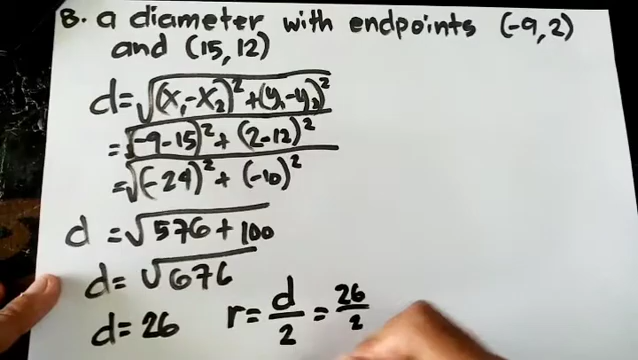 B. a diameter with endpoints (-9,2)
and (15,12)
d=√(x₁-x₂)²+(y₁-y₂)²
=√(-9-15)²+(2-12)²
=√(-24)²+(-10)²
d=√576+100
d=√676
d=26 r=d/2=26/2